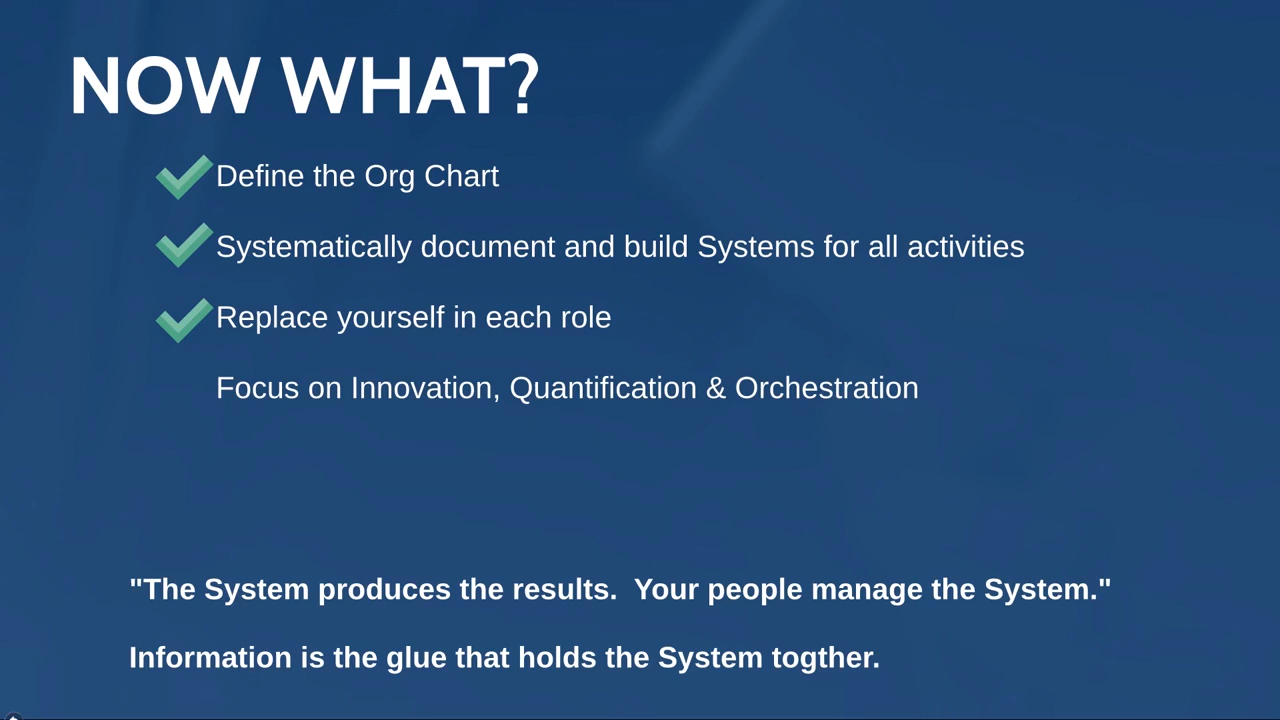 NOW WHAT?
Define the Org Chart
Systematically document and build Systems for all activities
Replace yourself in each role
Focus on Innovation, Quantification & Orchestration
"The System produces the results.  Your people manage the System."
Information is the glue that holds the System togther.